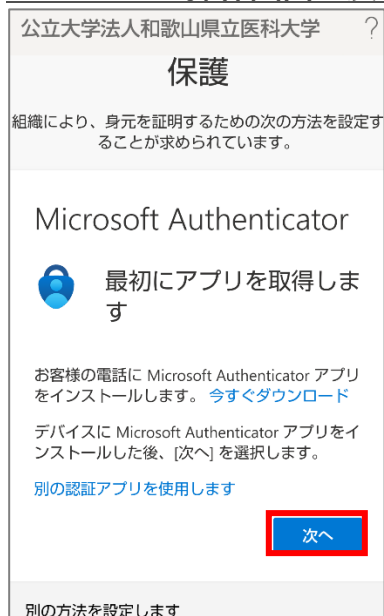 公立大学法人和歌山県立医科大学 ?
保護
組織により、身元を証明するための次の方法を設定す
ることが求められています。
Microsoft Authenticator
最初にアプリを取得しま
す
お客様の電話に Microsoft Authenticator アプリ
をインストールします。 今すぐダウンロード
デバイスに Microsoft Authenticator アプリをイ
ンストールした後、[次へ] を選択します。
別の認証アプリを使用します
次へ
別の方法を設定します